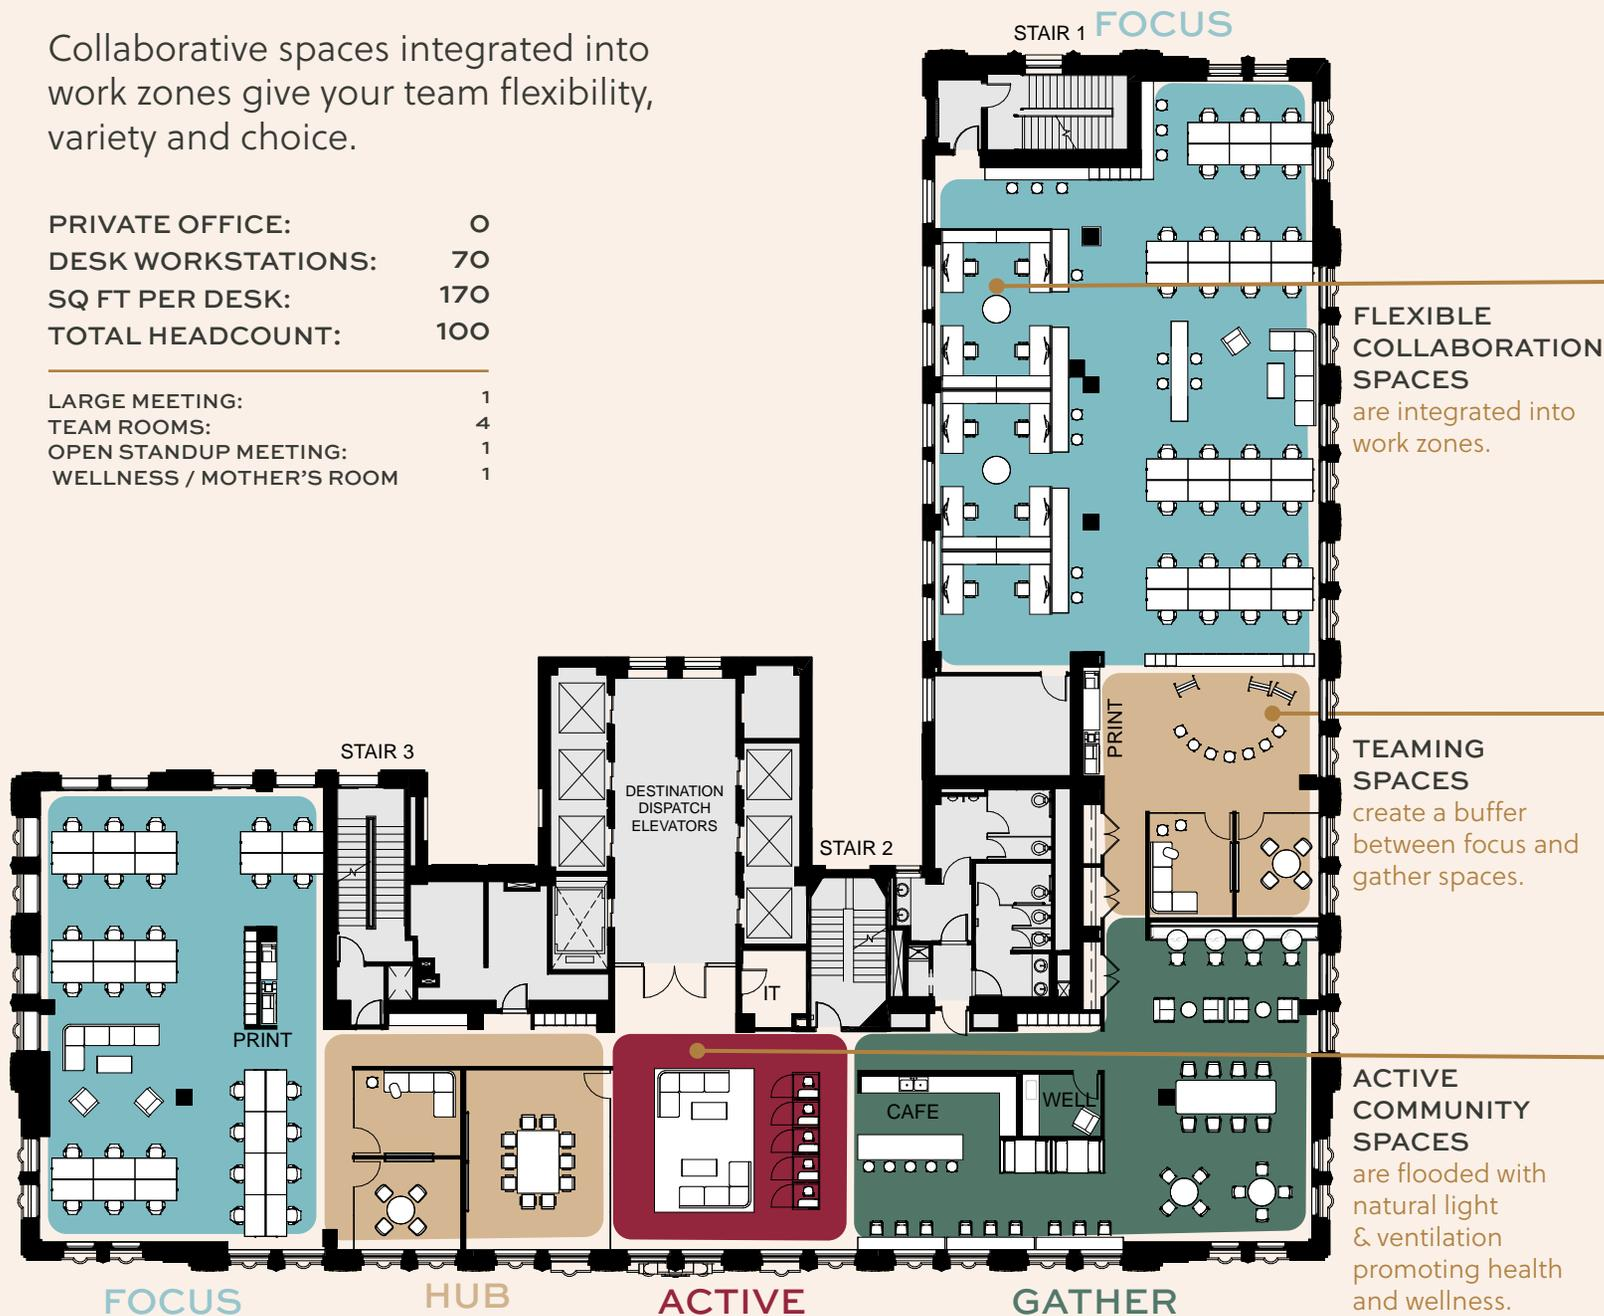 Collaborative spaces integrated into
work zones give your team flexibility,
variety and choice.
PRIVATE OFFICE: 0
DESK WORKSTATIONS: 70
SQ FT PER DESK: 170
TOTAL HEADCOUNT: 100
LARGE MEETING: 1
TEAM ROOMS: 4
OPEN STANDUP MEETING: 1
WELLNESS / MOTHER'S ROOM 1
STAIR 1
FOCUS
FLEXIBLE
COLLABORATION
SPACES
are integrated into
work zones.
PRINT
TEAMING
SPACES
create a buffer
between focus and
gather spaces.
STAIR 3
DESTINATION
DISPATCH
ELEVATORS
STAIR 2
IT
PRINT
CAFE
WELL
ACTIVE
COMMUNITY
SPACES
are flooded with
natural light
& ventilation
promoting health
and wellness.
FOCUS
HUB
ACTIVE
GATHER